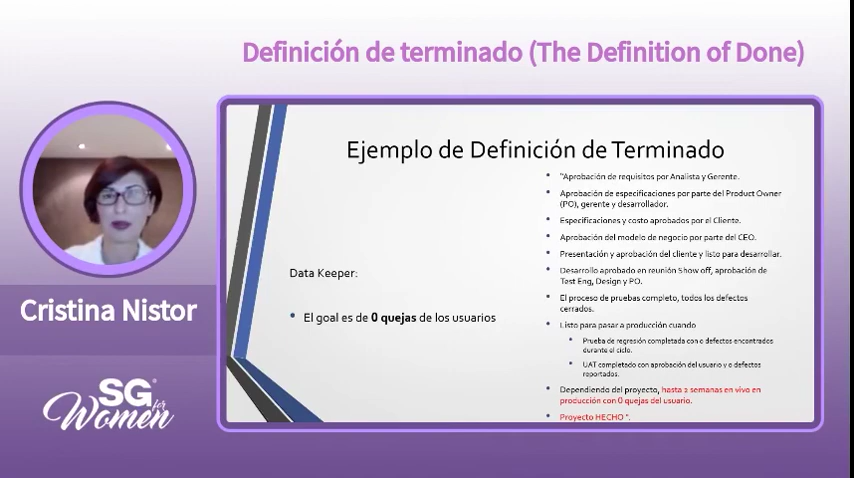 Definición de terminado (The Definition of Done)
Ejemplo de Definición de Terminado
Data Keeper:
• El goal es de 0 quejas de los usuarios
• "Aprobación de requisitos por Analista y Gerente.
• Aprobación de especificaciones por parte del Product Owner
(PO), gerente y desarrollador.
• Especificaciones y costo aprobados por el Cliente.
• Aprobación del modelo de negocio por parte del CEO.
• Presentación y aprobación del cliente y listo para desarrollar.
• Desarrollo aprobado en reunión Show off, aprobación de
Test Eng, Design y PO.
• El proceso de pruebas completo, todos los defectos
cerrados.
• Listo para pasar a producción cuando
• Prueba de regresión completada con 0 defectos encontrados
durante el ciclo.
• UAT completado con aprobación del usuario y 0 defectos
reportados.
• Dependiendo del proyecto, hasta 2 semanas en vivo en
producción con 0 quejas del usuario.
• Proyecto HECHO ".
Cristina Nistor
SG®
for
Women